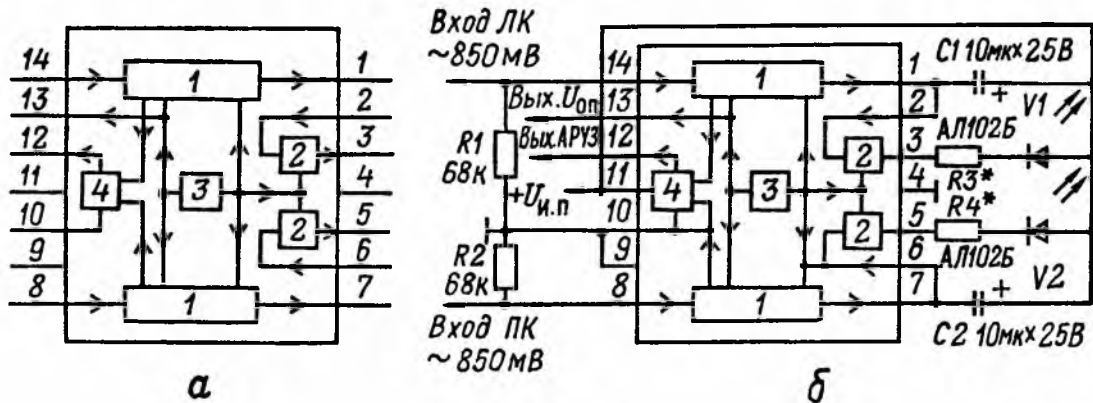 14
13
12
11
10
9
8
1
2
3
4
5
6
7
1
2
4
3
2
1
а
Вход ЛК
~850мВ
Вых.Uоп
Вых.АРУЗ
R1
68к
+Uи.п
R2
68к
Вход ПК
~850мВ
14
13
12
11
10
9
8
1
2
4
3
2
1
1
2
3
4
5
6
7
С1 10мк×25В
+
V1
АЛ102Б
R3*
R4*
АЛ102Б
V2
+
С2 10мк×25В
б